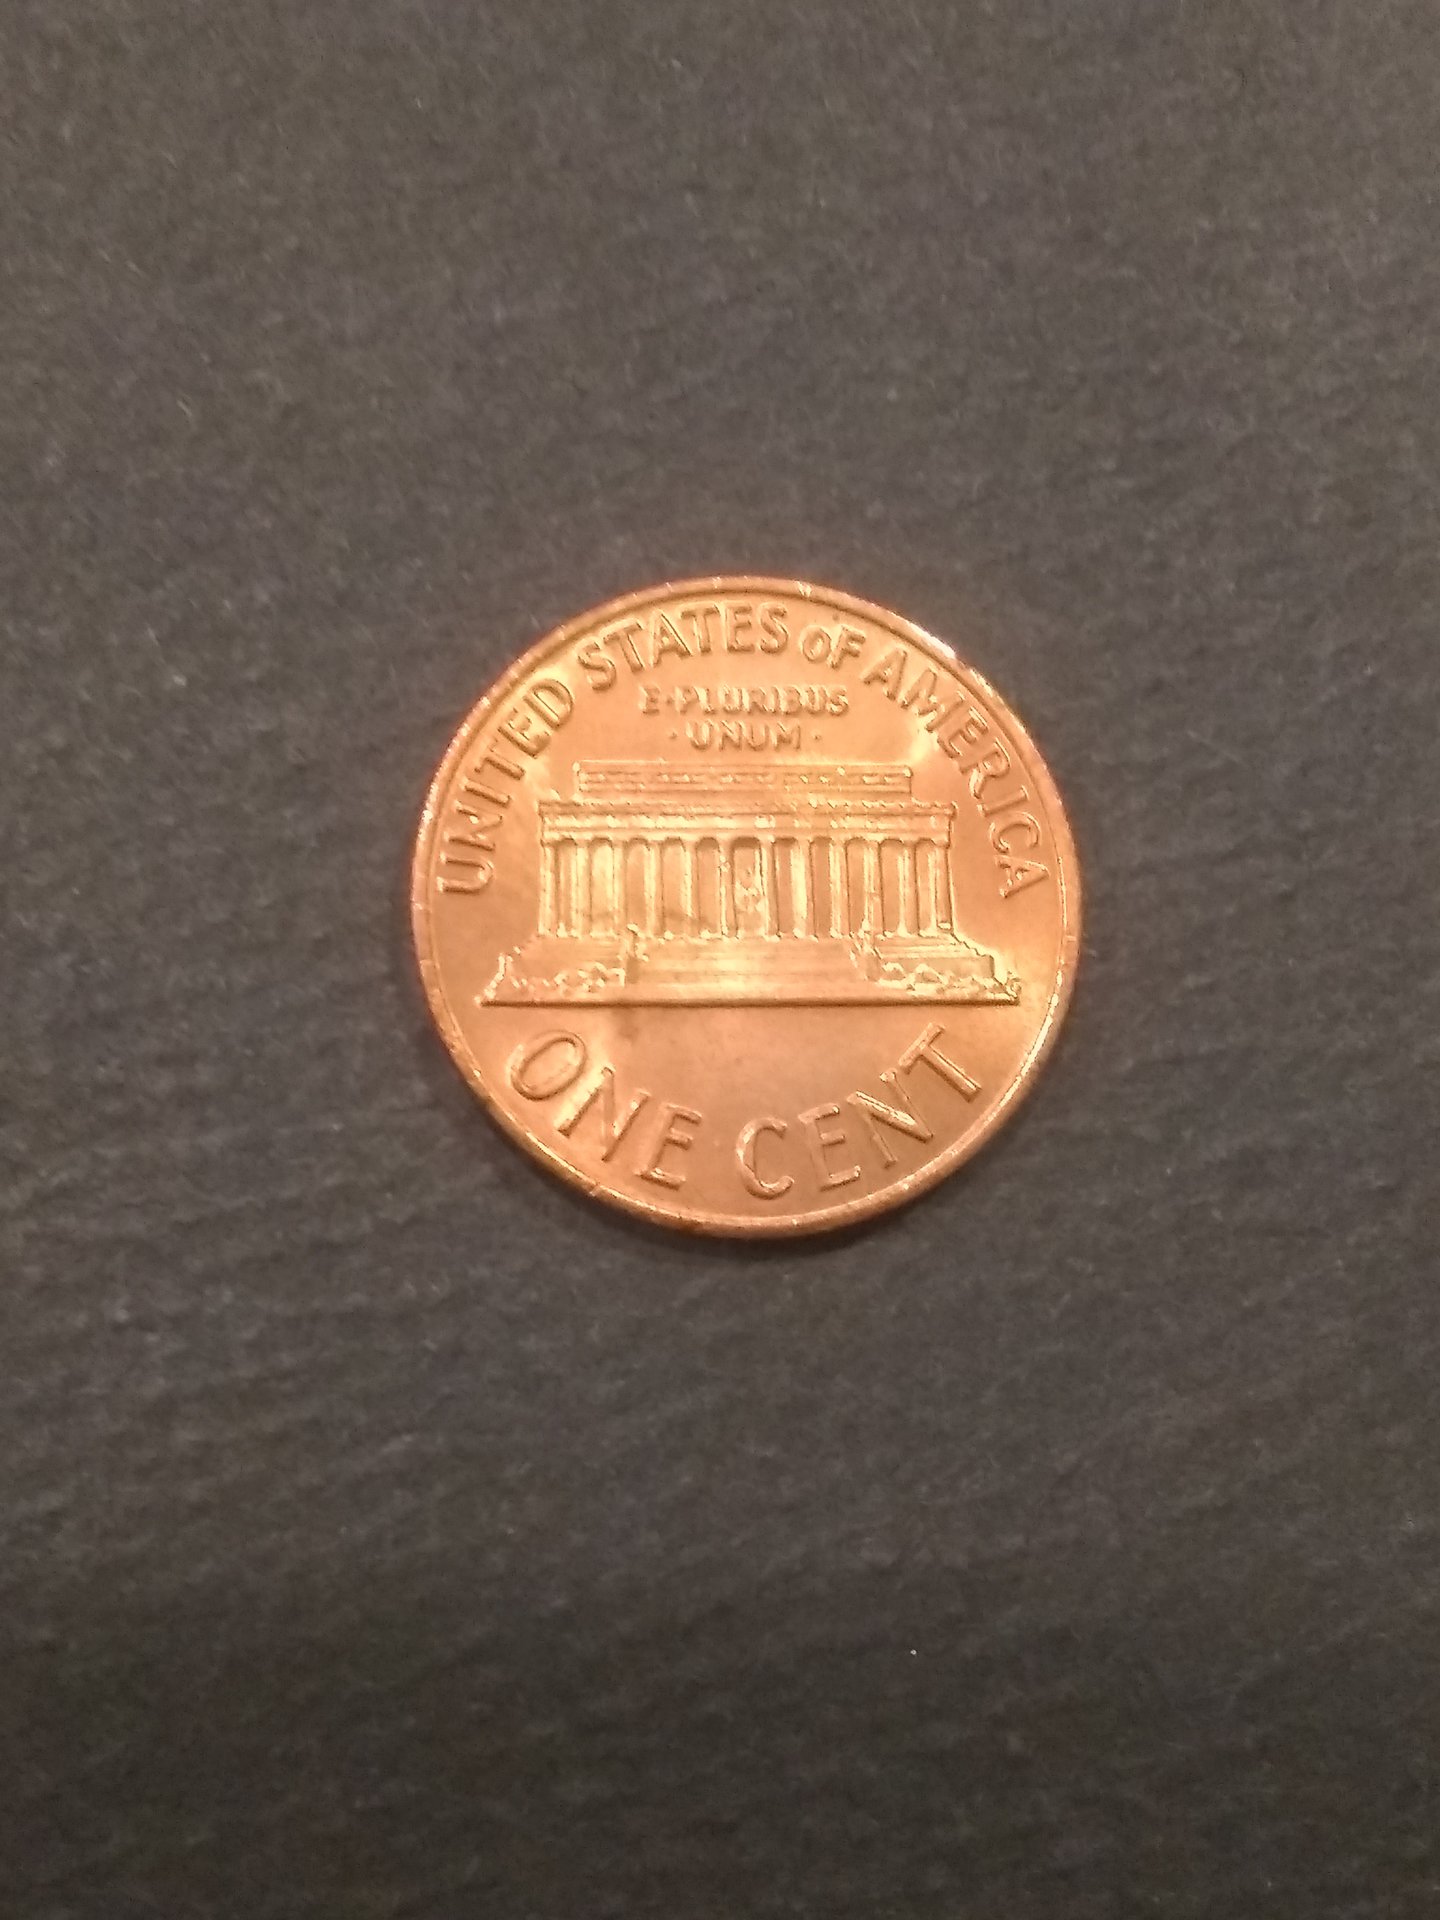 UNITED STATES oF AMERICA
E·PLURIBUS
·UNUM·
ONE CENT